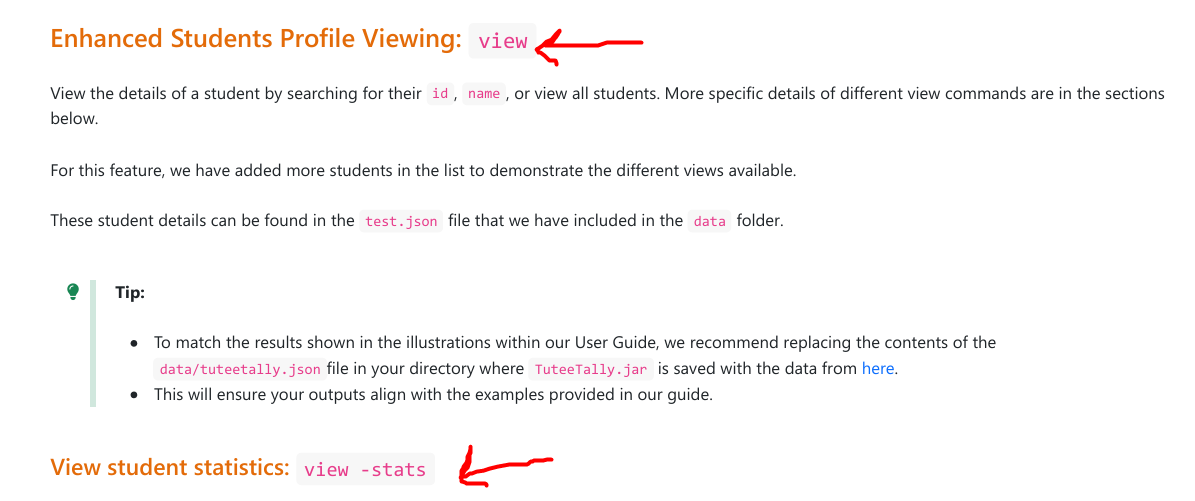 Enhanced Students Profile Viewing: view
View the details of a student by searching for their id, name, or view all students. More specific details of different view commands are in the sections
below.
For this feature, we have added more students in the list to demonstrate the different views available.
These student details can be found in the test.json file that we have included in the data folder.
Tip:
● To match the results shown in the illustrations within our User Guide, we recommend replacing the contents of the
data/tuteetally.json file in your directory where TuteeTally.jar is saved with the data from here.
● This will ensure your outputs align with the examples provided in our guide.
View student statistics: view -stats